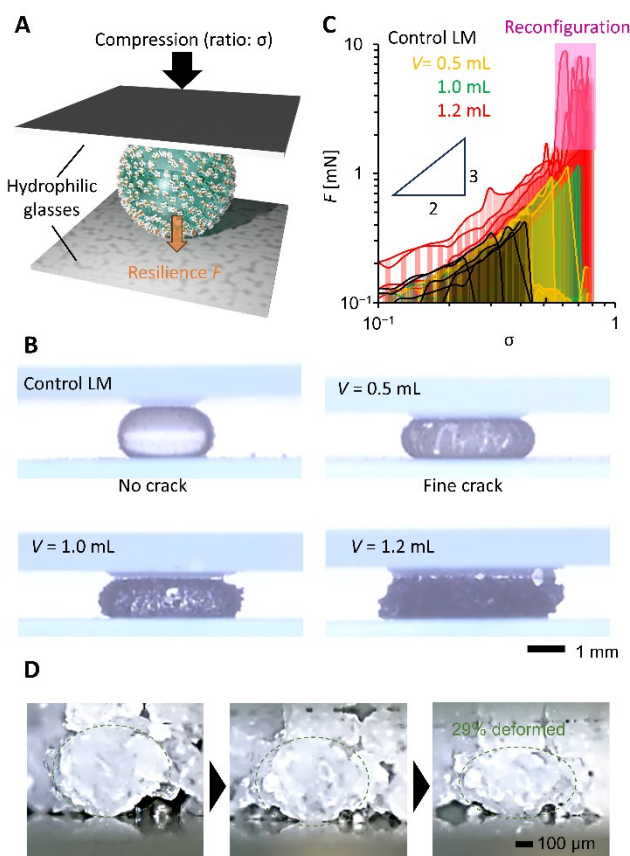 A
Compression (ratio: σ)
Hydrophilic
glasses
Resilience F
C
Reconfiguration
Control LM
V= 0.5 mL
1.0 mL
1.2 mL
3
2
10
1
10⁻¹
F [mN]
10⁻¹
1
σ
B
Control LM
V = 0.5 mL
No crack
Fine crack
V = 1.0 mL
V = 1.2 mL
1 mm
D
29% deformed
100 µm